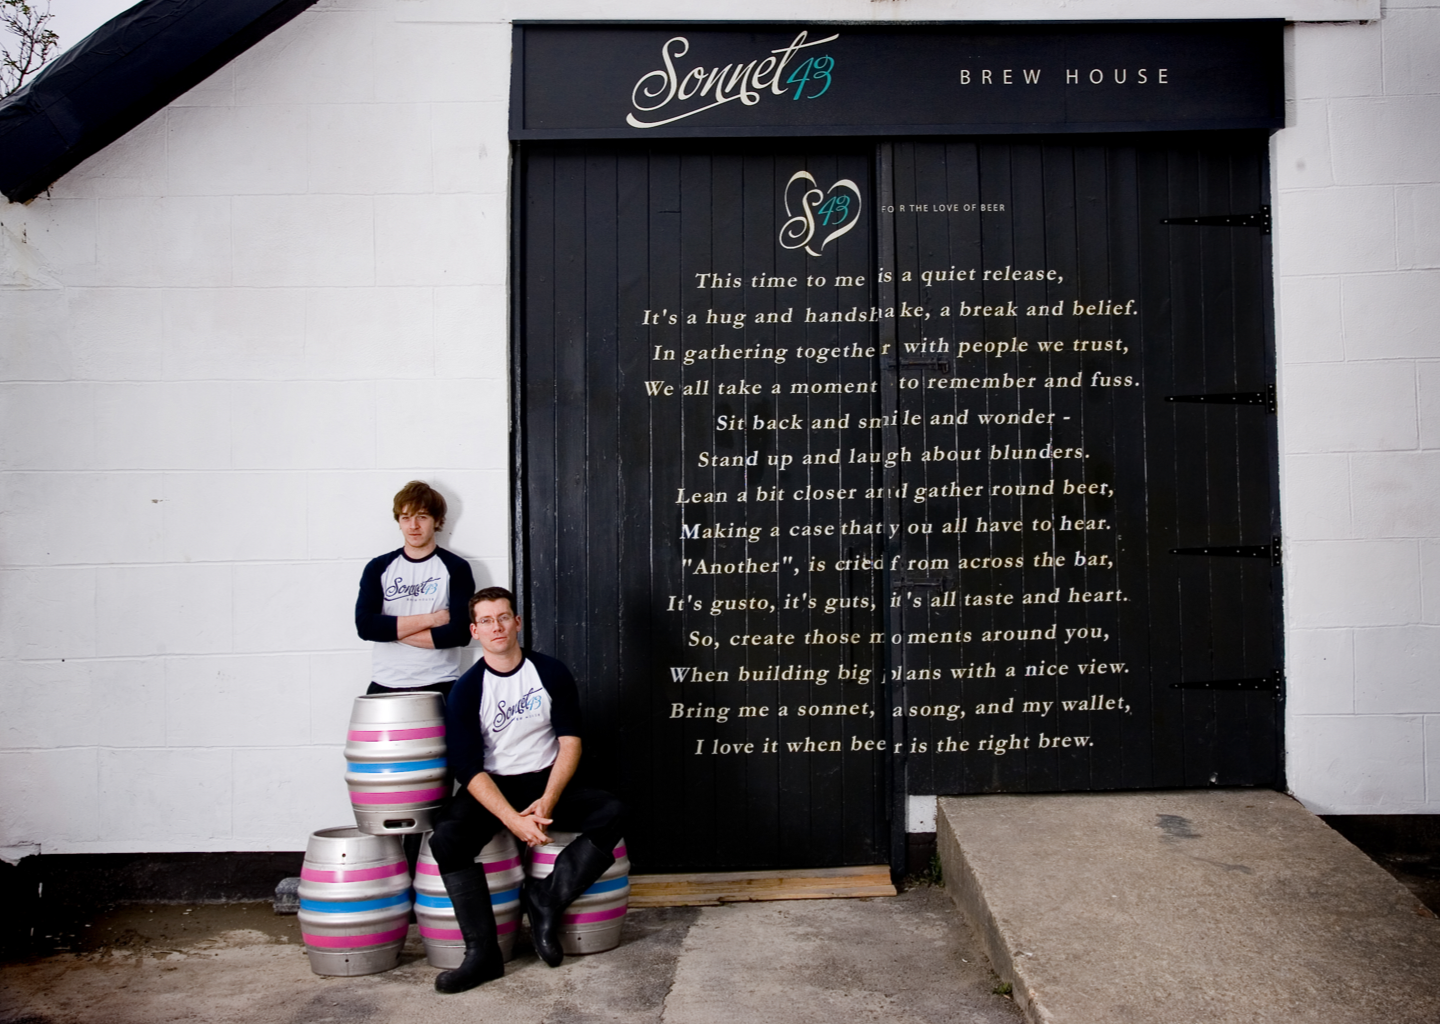 Sonnet 43 BREW HOUSE
S43 FOR THE LOVE OF BEER
This time to me is a quiet release,
It's a hug and handshake, a break and belief.
In gathering together with people we trust,
We all take a moment to remember and fuss.
Sit back and smile and wonder -
Stand up and laugh about blunders.
Lean a bit closer and gather round beer,
Making a case that you all have to hear.
"Another", is cried from across the bar,
It's gusto, it's guts, it's all taste and heart.
So, create those moments around you,
When building big plans with a nice view.
Bring me a sonnet, a song, and my wallet,
I love it when beer is the right brew.
Sonnet 43
Sonnet 43